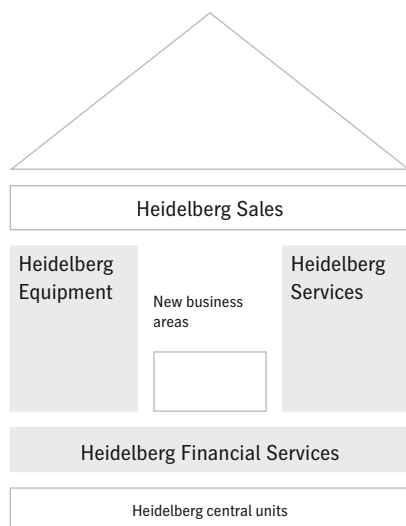 Heidelberg Sales
Heidelberg
Equipment
New business
areas
Heidelberg
Services
Heidelberg Financial Services
Heidelberg central units